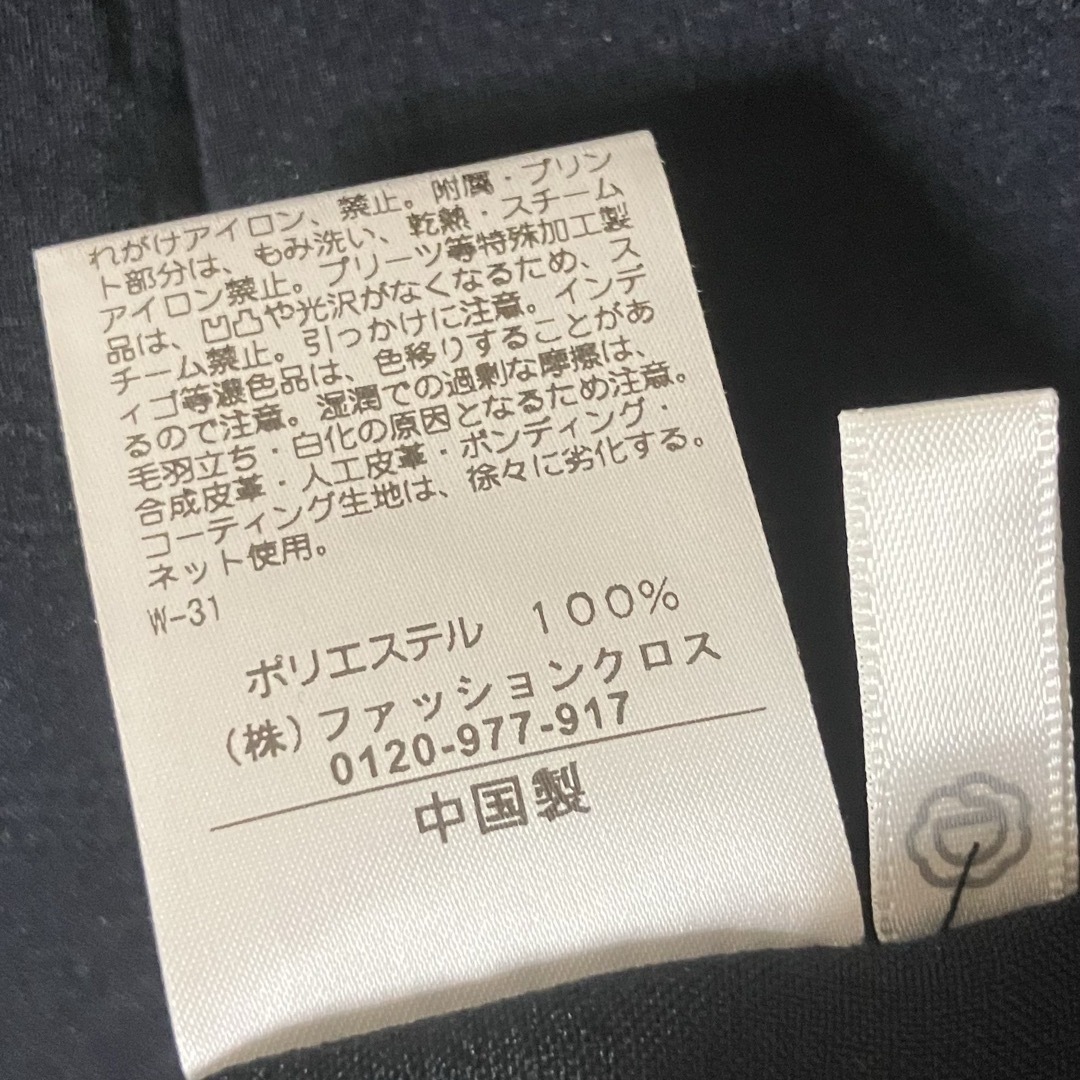 れがけアイロン、禁止。附属・プリン
ト部分は、もみ洗い、乾熱・スチーム
アイロン禁止。プリーツ等特殊加工製
品は、凹凸や光沢がなくなるため、ス
チーム禁止。引っかけに注意。インデ
ィゴ等濃色品は、色移りすることがあ
るので注意。湿潤での過剰な摩擦は、
毛羽立ち・白化の原因となるため注意。
合成皮革・人工皮革・ボンディング・
コーティング生地は、徐々に劣化する。
ネット使用。
W-31
ポリエステル 100%
(株)ファッションクロス
0120-977-917
中国製